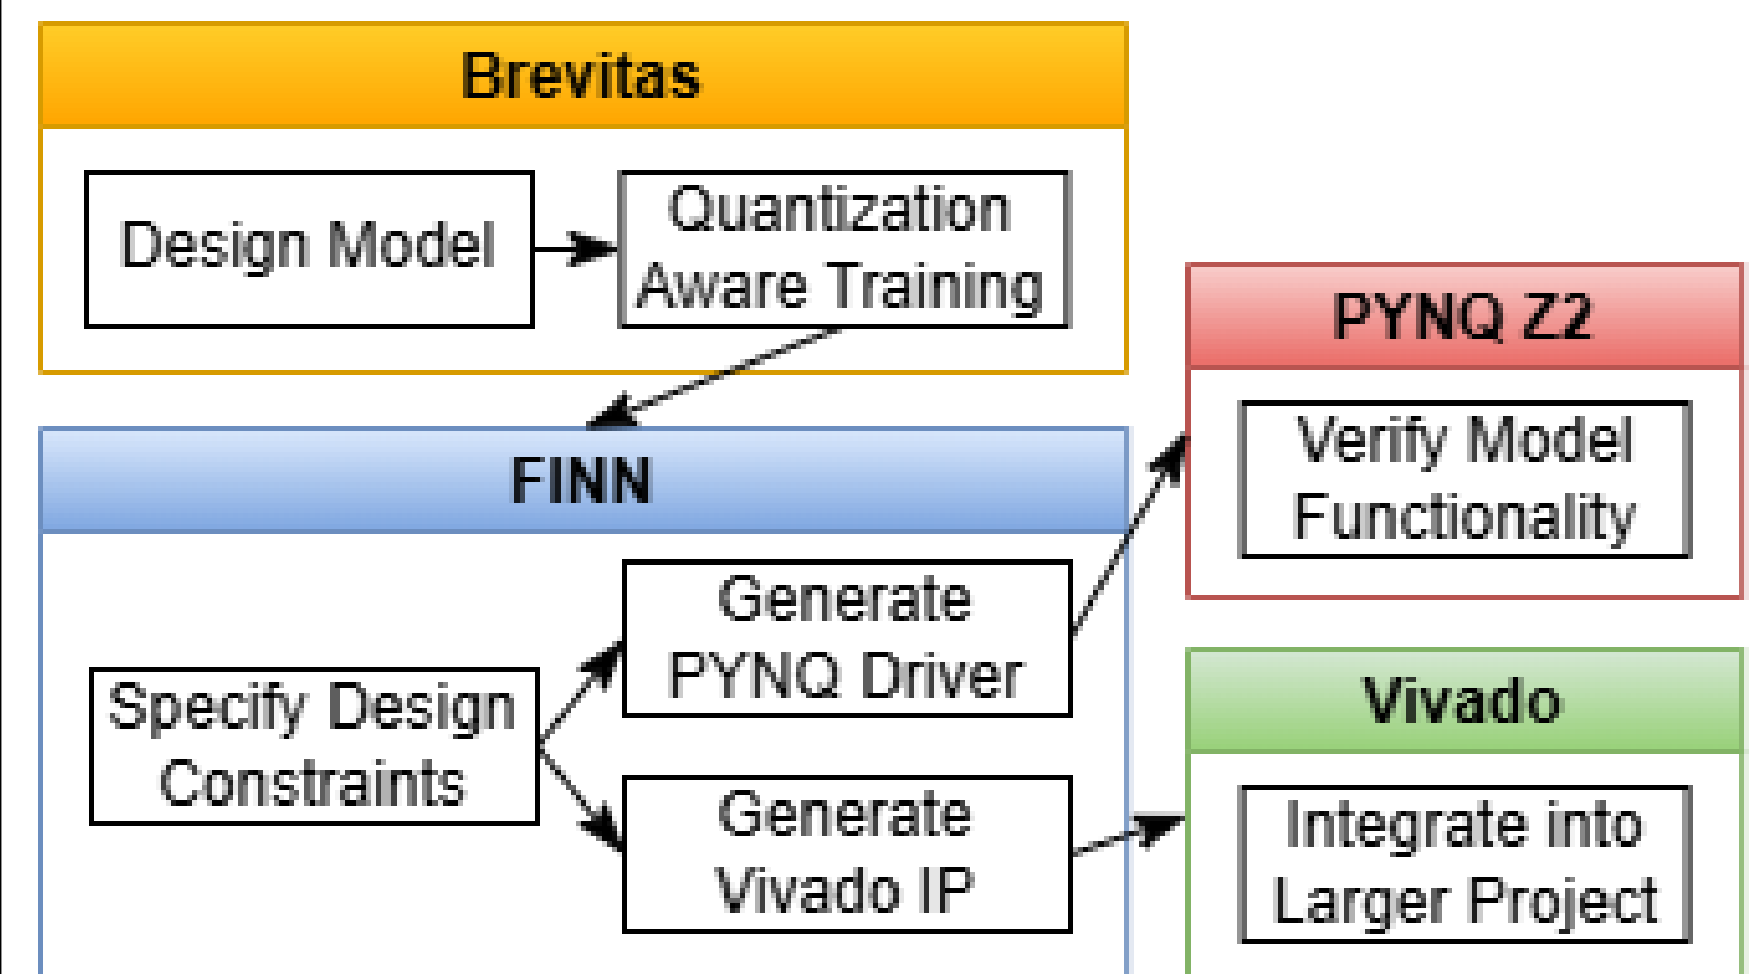 Brevitas
Design Model
Quantization
Aware Training
FINN
Specify Design
Constraints
Generate
PYNQ Driver
Generate
Vivado IP
PYNQ Z2
Verify Model
Functionality
Vivado
Integrate into
Larger Project